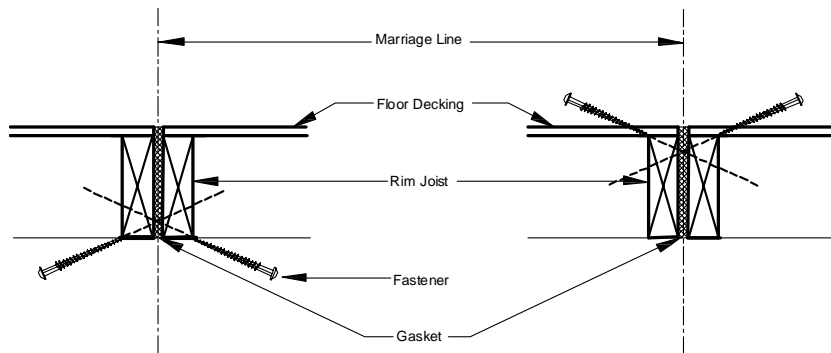 Marriage Line
Floor Decking
Rim Joist
Fastener
Gasket